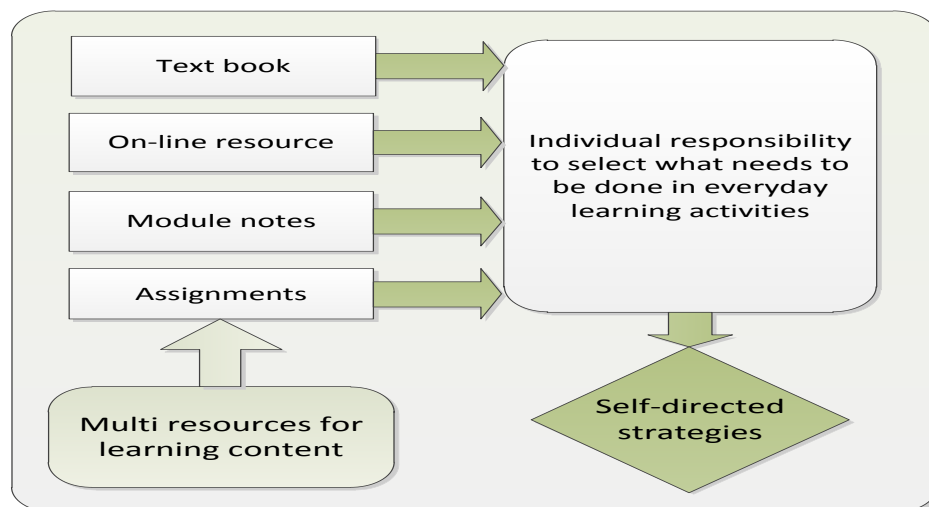 Text book
On-line resource
Module notes
Assignments
Multi resources for
learning content
Individual responsibility
to select what needs to
be done in everyday
learning activities
Self-directed
strategies